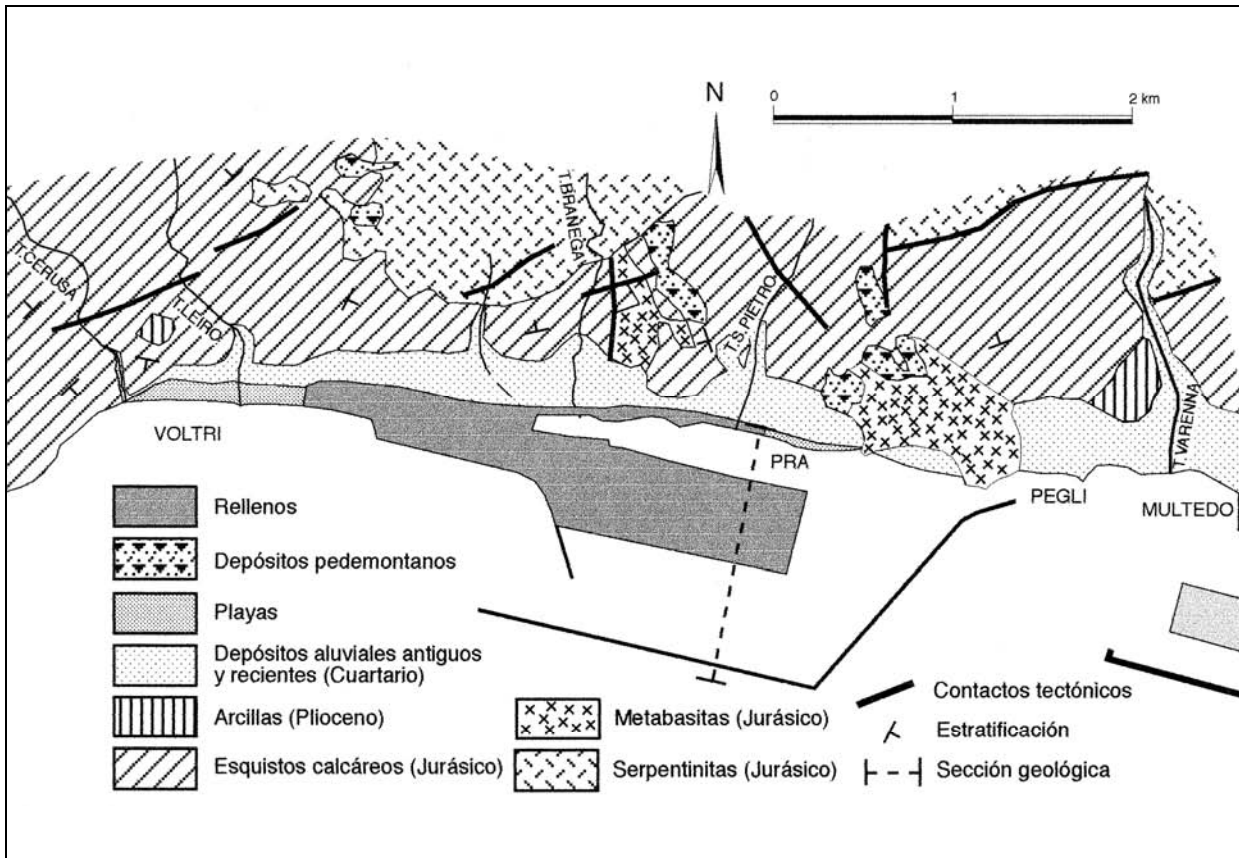 N
0 1 2 km
T. CERUSA
T. LEIRO
T. BRANEGA
T. S. PIETRO
T. VARENNA
VOLTRI
PRA
PEGLI
MULTEDO
Rellenos
Depósitos pedemontanos
Playas
Depósitos aluviales antiguos
y recientes (Cuartario)
Arcillas (Plioceno)
Esquistos calcáreos (Jurásico)
Metabasitas (Jurásico)
Serpentinitas (Jurásico)
Contactos tectónicos
Estratificación
Sección geológica